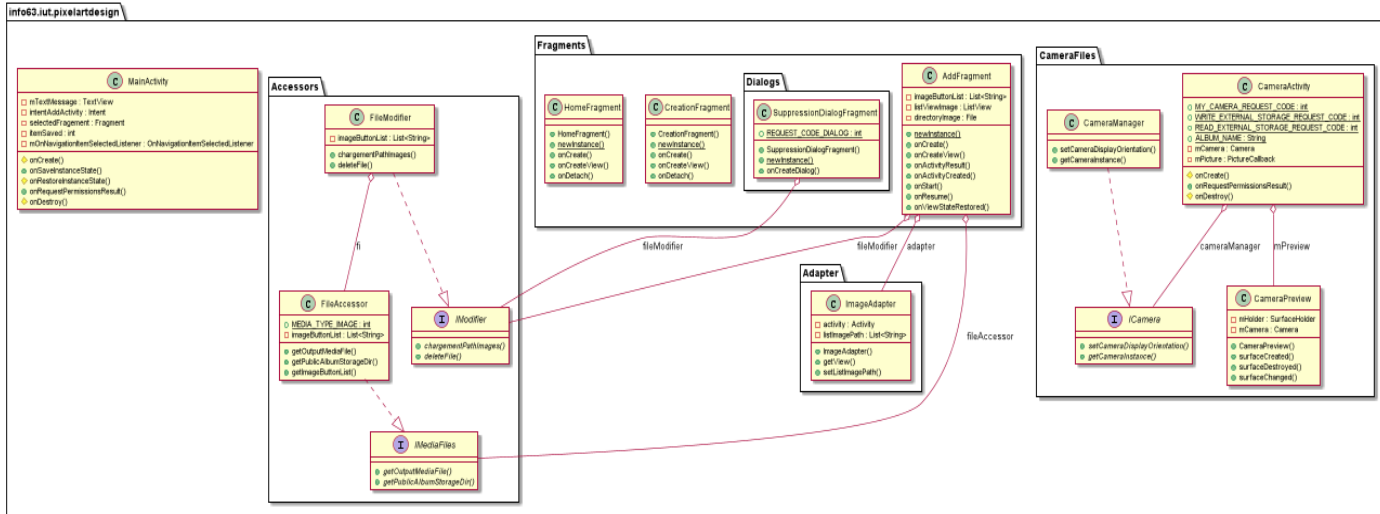 info63.iut.pixelartdesign
C MainActivity
mTextMessage : TextView
intentAddActivity : Intent
selectedFragement : Fragment
itemSaved : int
mOnNavigationItemSelectedListener : OnNavigationItemSelectedListener
onCreate()
onSaveInstanceState()
onRestoreInstanceState()
onRequestPermissionsResult()
onDestroy()
Accessors
C FileModifier
imageButtonList : List<String>
chargementPathImages()
deleteFile()
fi
C FileAccessor
MEDIA_TYPE_IMAGE : int
imageButtonList : List<String>
getOutputMediaFile()
getPublicAlbumStorageDir()
getImageButtonList()
I IModifier
chargementPathImages()
deleteFile()
I IMediaFiles
getOutputMediaFile()
getPublicAlbumStorageDir()
Fragments
C HomeFragment
HomeFragment()
newInstance()
onCreate()
onCreateView()
onDetach()
C CreationFragment
CreationFragment()
newInstance()
onCreate()
onCreateView()
onDetach()
Dialogs
C SuppressionDialogFragment
REQUEST_CODE_DIALOG : int
SuppressionDialogFragment()
newInstance()
onCreateDialog()
C AddFragment
imageButtonList : List<String>
listViewImage : ListView
directoryImage : File
newInstance()
onCreate()
onCreateView()
onActivityResult()
onActivityCreated()
onStart()
onResume()
onViewStateRestored()
fileModifier
fileModifier
adapter
fileAccessor
Adapter
C ImageAdapter
activity : Activity
listImagePath : List<String>
ImageAdapter()
getView()
setListImagePath()
CameraFiles
C CameraManager
setCameraDisplayOrientation()
getCameraInstance()
C CameraActivity
MY_CAMERA_REQUEST_CODE : int
WRITE_EXTERNAL_STORAGE_REQUEST_CODE : int
READ_EXTERNAL_STORAGE_REQUEST_CODE : int
ALBUM_NAME : String
mCamera : Camera
mPicture : PictureCallback
onCreate()
onRequestPermissionsResult()
onDestroy()
cameraManager
mPreview
I ICamera
setCameraDisplayOrientation()
getCameraInstance()
C CameraPreview
mHolder : SurfaceHolder
mCamera : Camera
CameraPreview()
surfaceCreated()
surfaceDestroyed()
surfaceChanged()